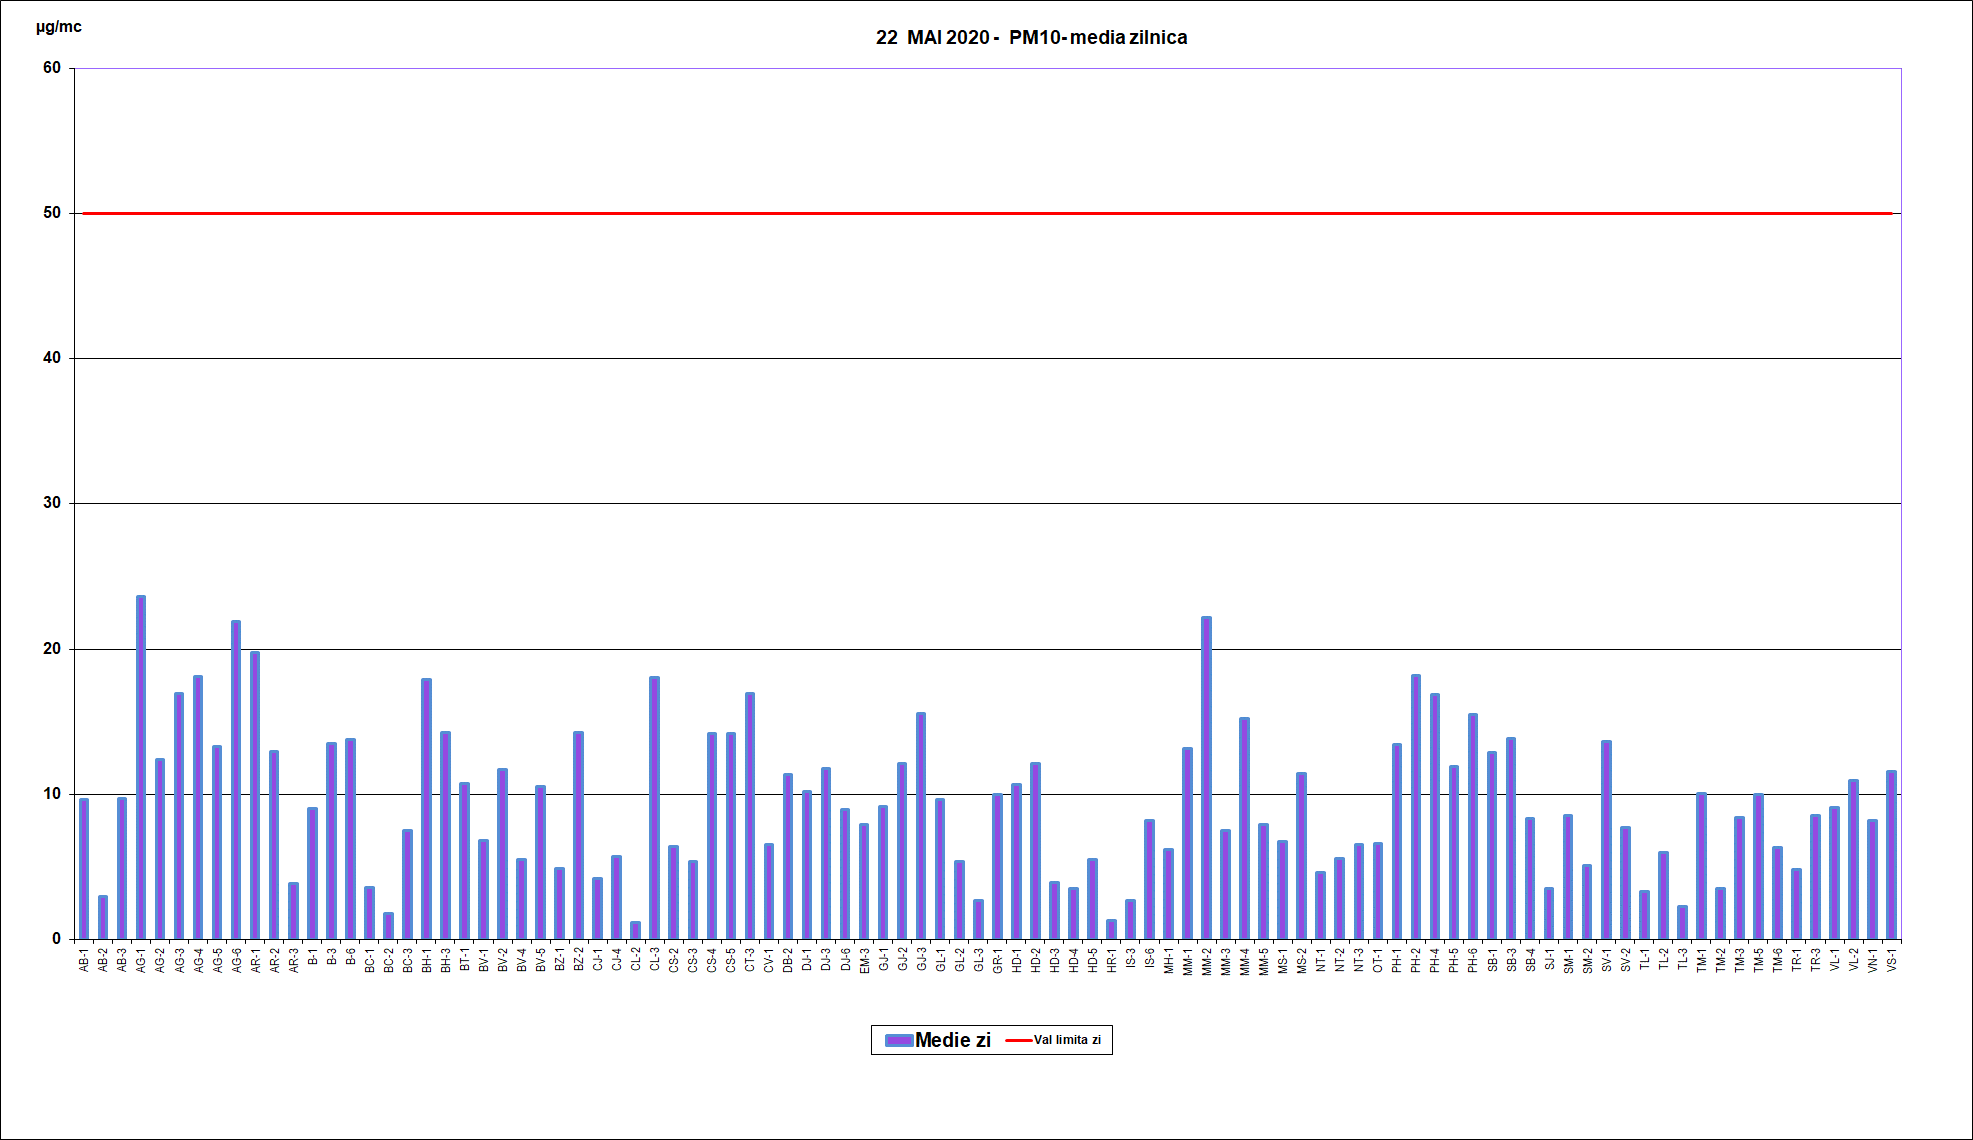 µg/mc
22 MAI 2020 - PM10- media zilnica
60
50
40
30
20
10
0
AB-1 AB-2 AB-3 AG-1 AG-2 AG-3 AG-4 AG-5 AG-6 AR-1 AR-2 AR-3 B-1 B-3 B-6 BC-1 BC-2 BC-3 BH-1 BH-3 BT-1 BV-1 BV-2 BV-4 BV-5 BZ-1 BZ-2 CJ-1 CJ-4 CL-2 CL-3 CS-2 CS-3 CS-4 CS-5 CT-3 CV-1 DB-2 DJ-1 DJ-3 DJ-6 EM-3 GJ-1 GJ-2 GJ-3 GL-1 GL-2 GL-3 GR-1 HD-1 HD-2 HD-3 HD-4 HD-5 HR-1 IS-3 IS-6 MH-1 MM-1 MM-2 MM-3 MM-4 MM-5 MS-1 MS-2 NT-1 NT-2 NT-3 OT-1 PH-1 PH-2 PH-4 PH-5 PH-6 SB-1 SB-3 SB-4 SJ-1 SM-1 SM-2 SV-1 SV-2 TL-1 TL-2 TL-3 TM-1 TM-2 TM-3 TM-5 TM-6 TR-1 TR-3 VL-1 VL-2 VN-1 VS-1
Medie zi Val limita zi